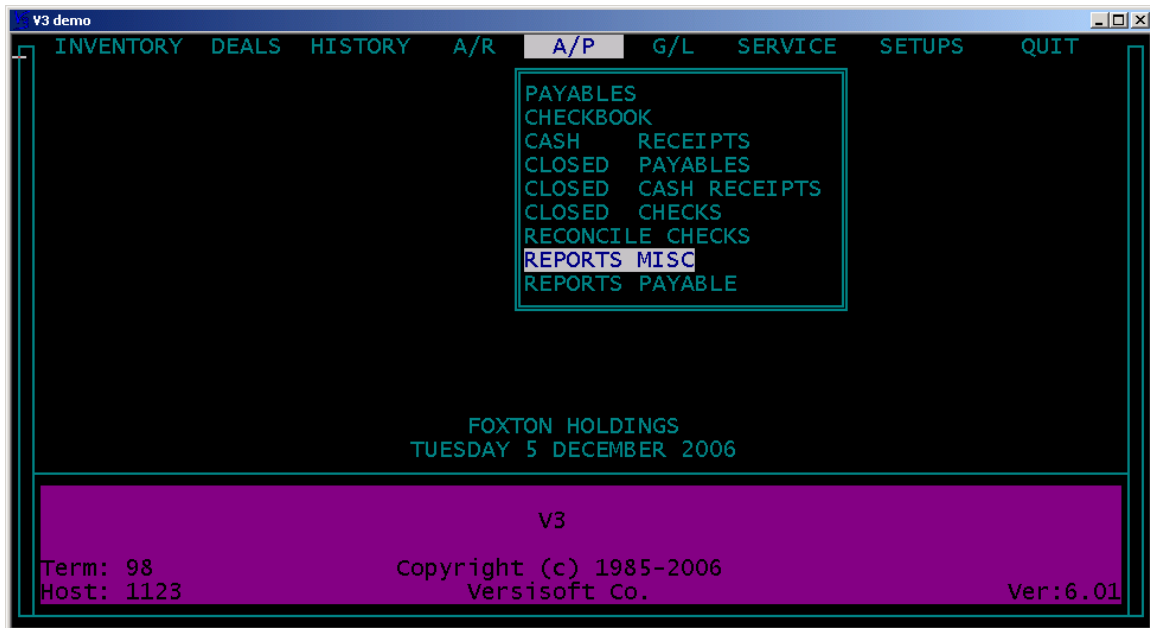 V3 demo
INVENTORY DEALS HISTORY A/R A/P G/L SERVICE SETUPS QUIT
PAYABLES
CHECKBOOK
CASH RECEIPTS
CLOSED PAYABLES
CLOSED CASH RECEIPTS
CLOSED CHECKS
RECONCILE CHECKS
REPORTS MISC
REPORTS PAYABLE
FOXTON HOLDINGS
TUESDAY 5 DECEMBER 2006
V3
Term: 98 Copyright (c) 1985-2006
Host: 1123 Versisoft Co. Ver:6.01